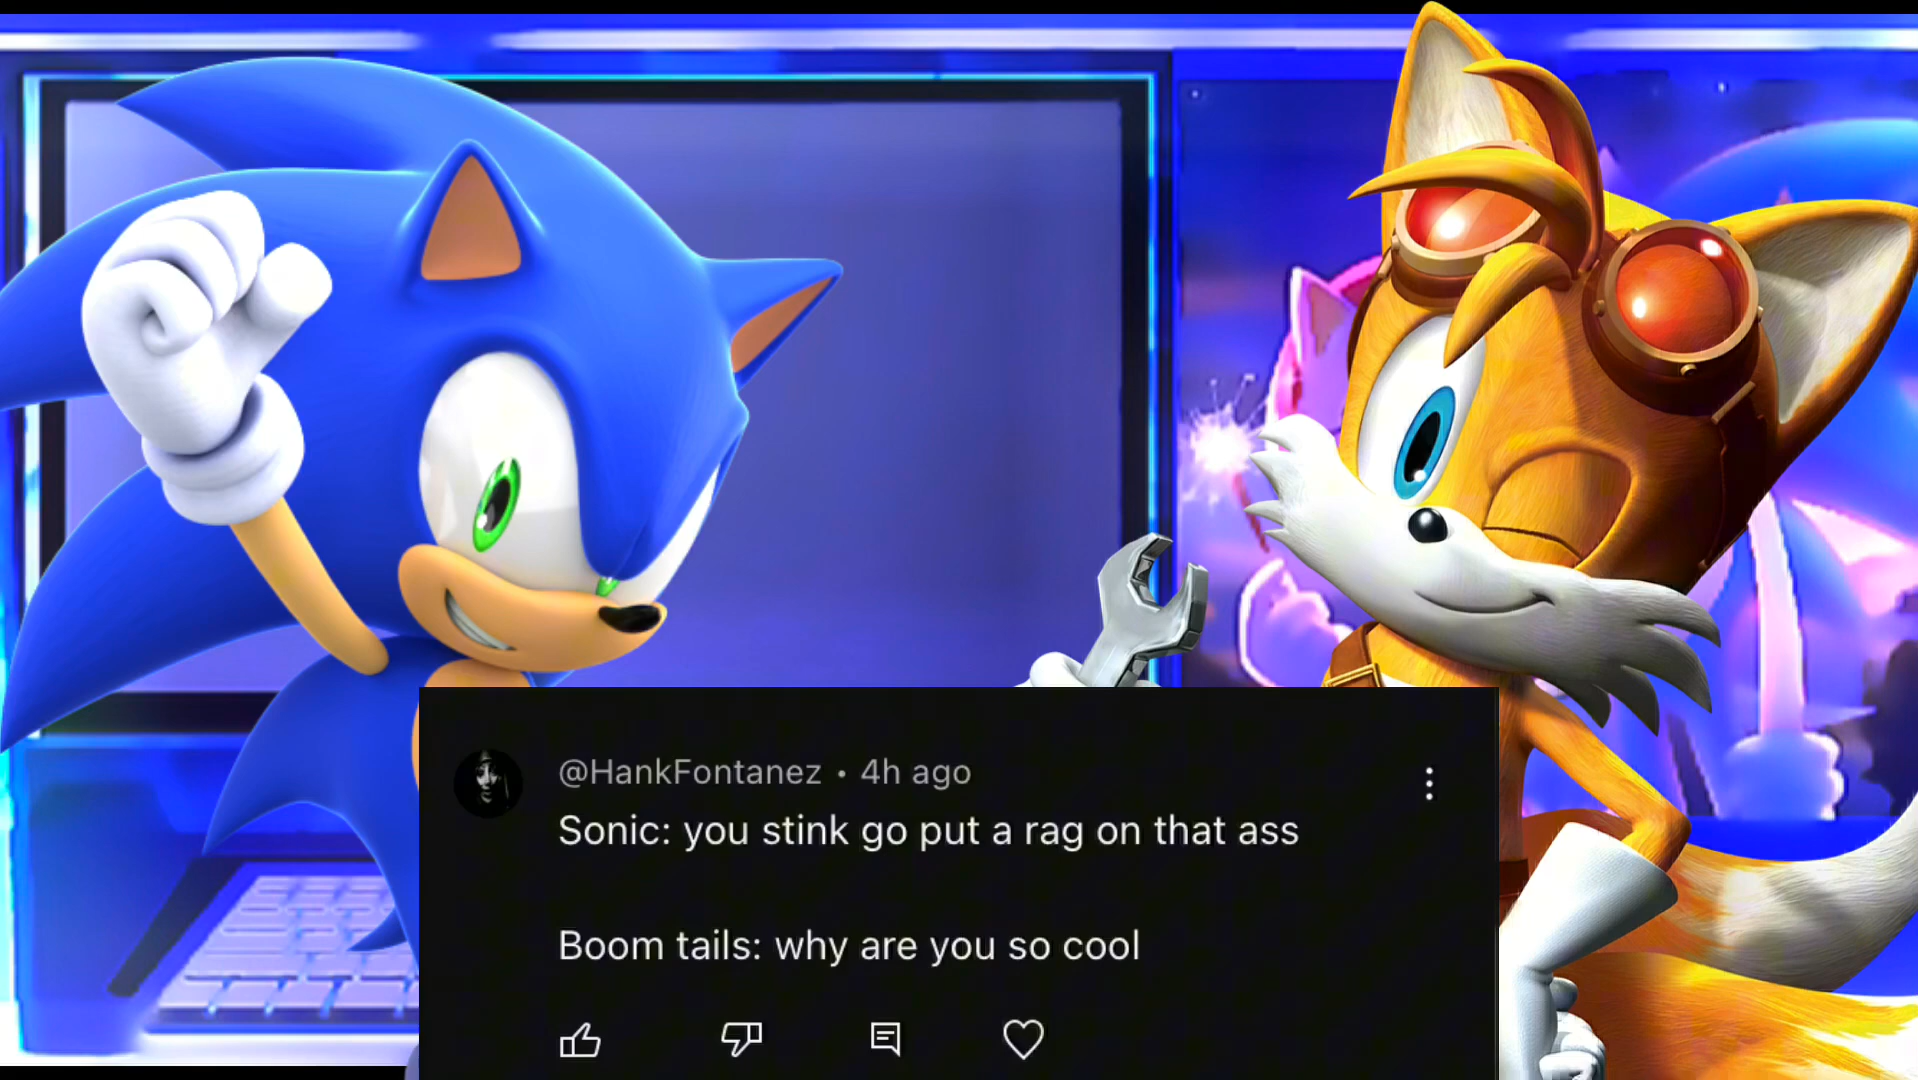 @HankFontanez • 4h ago
Sonic: you stink go put a rag on that ass
Boom tails: why are you so cool